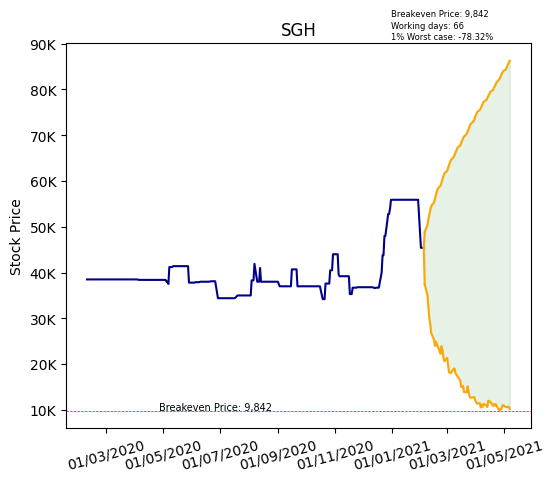 Breakeven Price: 9,842
Working days: 66
1% Worst case: -78.32%
SGH
90K
80K
70K
60K
50K
40K
30K
20K
10K
Stock Price
Breakeven Price: 9,842
01/03/2020
01/05/2020
01/07/2020
01/09/2020
01/11/2020
01/01/2021
01/03/2021
01/05/2021